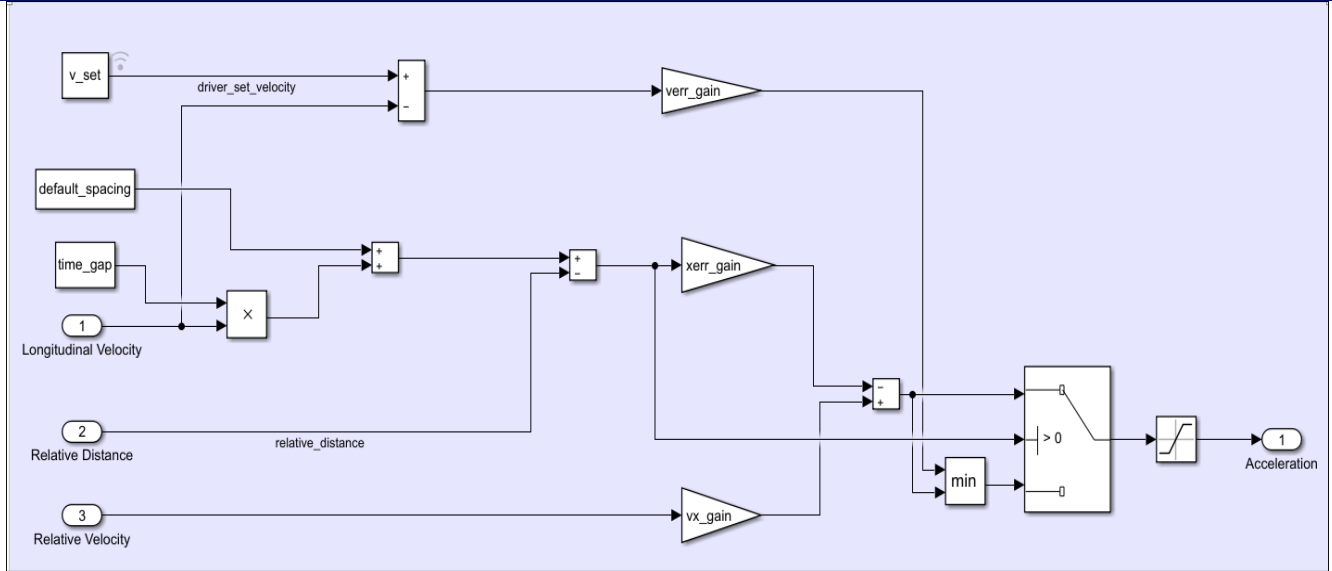 v_set
driver_set_velocity
+
−
verr_gain
default_spacing
time_gap
+
+
×
1
Longitudinal Velocity
+
−
xerr_gain
2
Relative Distance
relative_distance
−
+
> 0
min
1
Acceleration
3
Relative Velocity
vx_gain